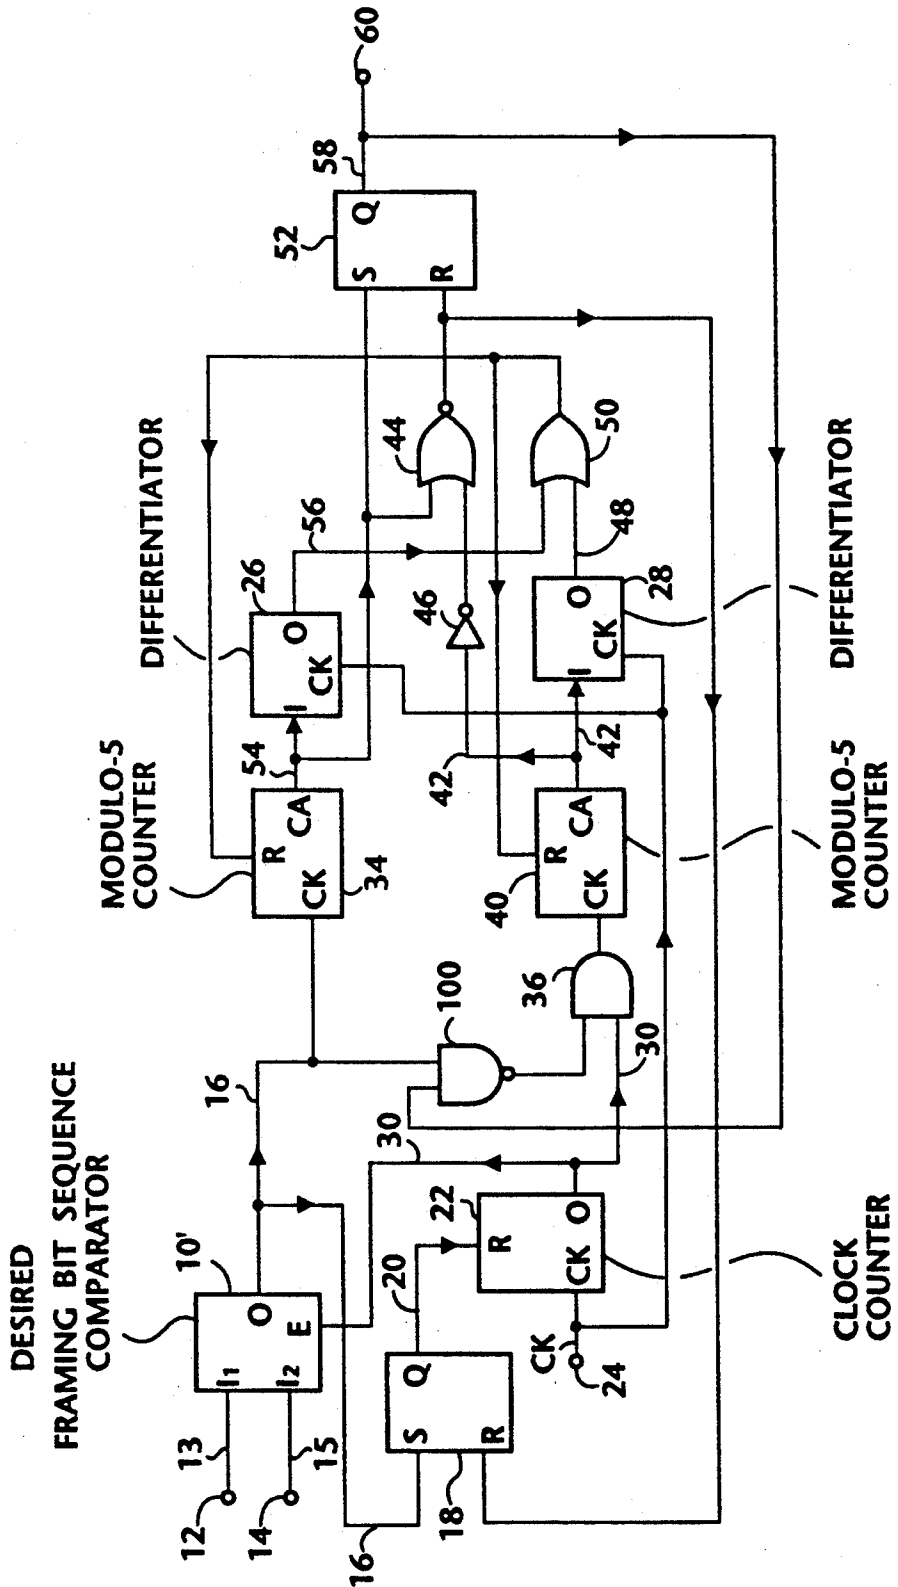 DESIRED
FRAMING BIT SEQUENCE
COMPARATOR
10'
12
13
I1
14
15
I2
O
E
16
16
18
S
Q
R
20
22
R
CK
O
CK
24
30
30
CLOCK
COUNTER
100
36
MODULO-5
COUNTER
R
CK
CA
34
54
40
R
CK
CA
42
42
MODULO-5
COUNTER
DIFFERENTIATOR
26
I
O
CK
56
46
28
I
O
CK
48
DIFFERENTIATOR
44
50
52
S
Q
R
58
60